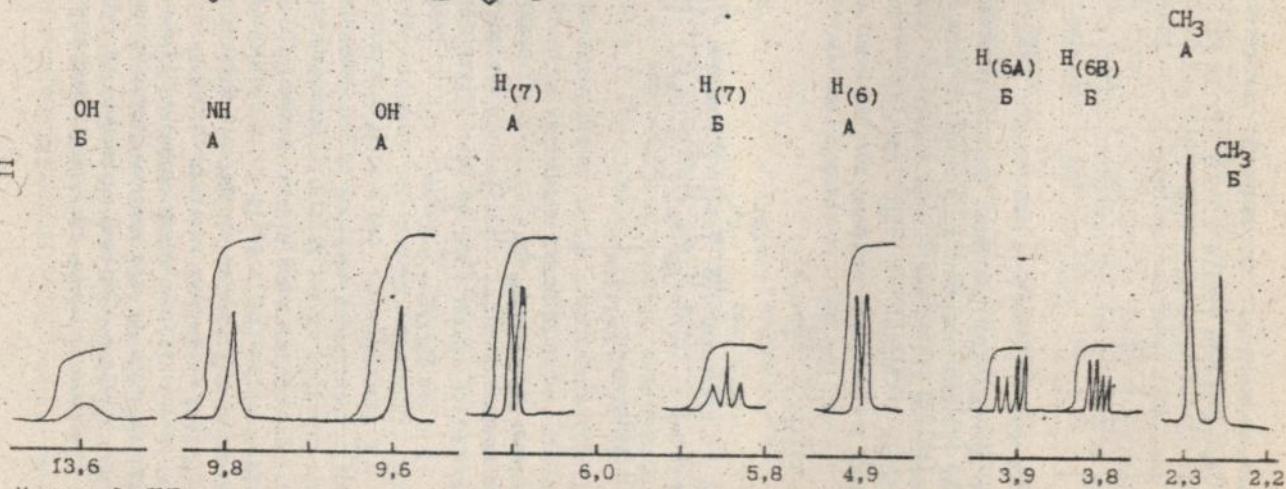 CH3
А
H(6A) H(6B)
Б Б
H(7) H(7) H(6)
А Б А
OH NH OH
Б А А
CH3
Б
II
13,6 9,8 9,6 6,0 5,8 4,9 3,9 3,8 2,3 2,2